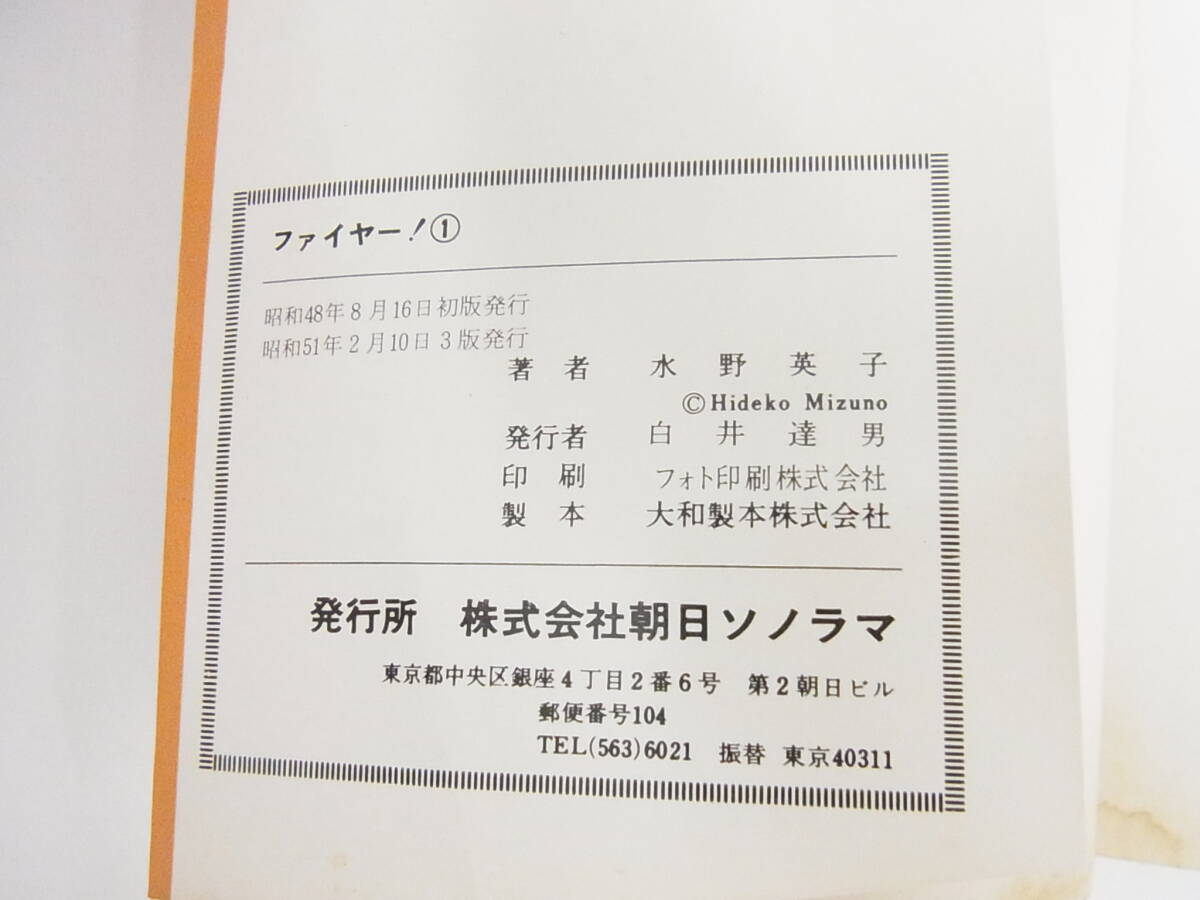 ファイヤー!①
昭和48年8月16日初版発行
昭和51年2月10日3版発行
著者 水野英子
©Hideko Mizuno
発行者 白井達男
印刷 フォト印刷株式会社
製本 大和製本株式会社
発行所 株式会社朝日ソノラマ
東京都中央区銀座4丁目2番6号 第2朝日ビル
郵便番号104
TEL(563)6021 振替 東京40311